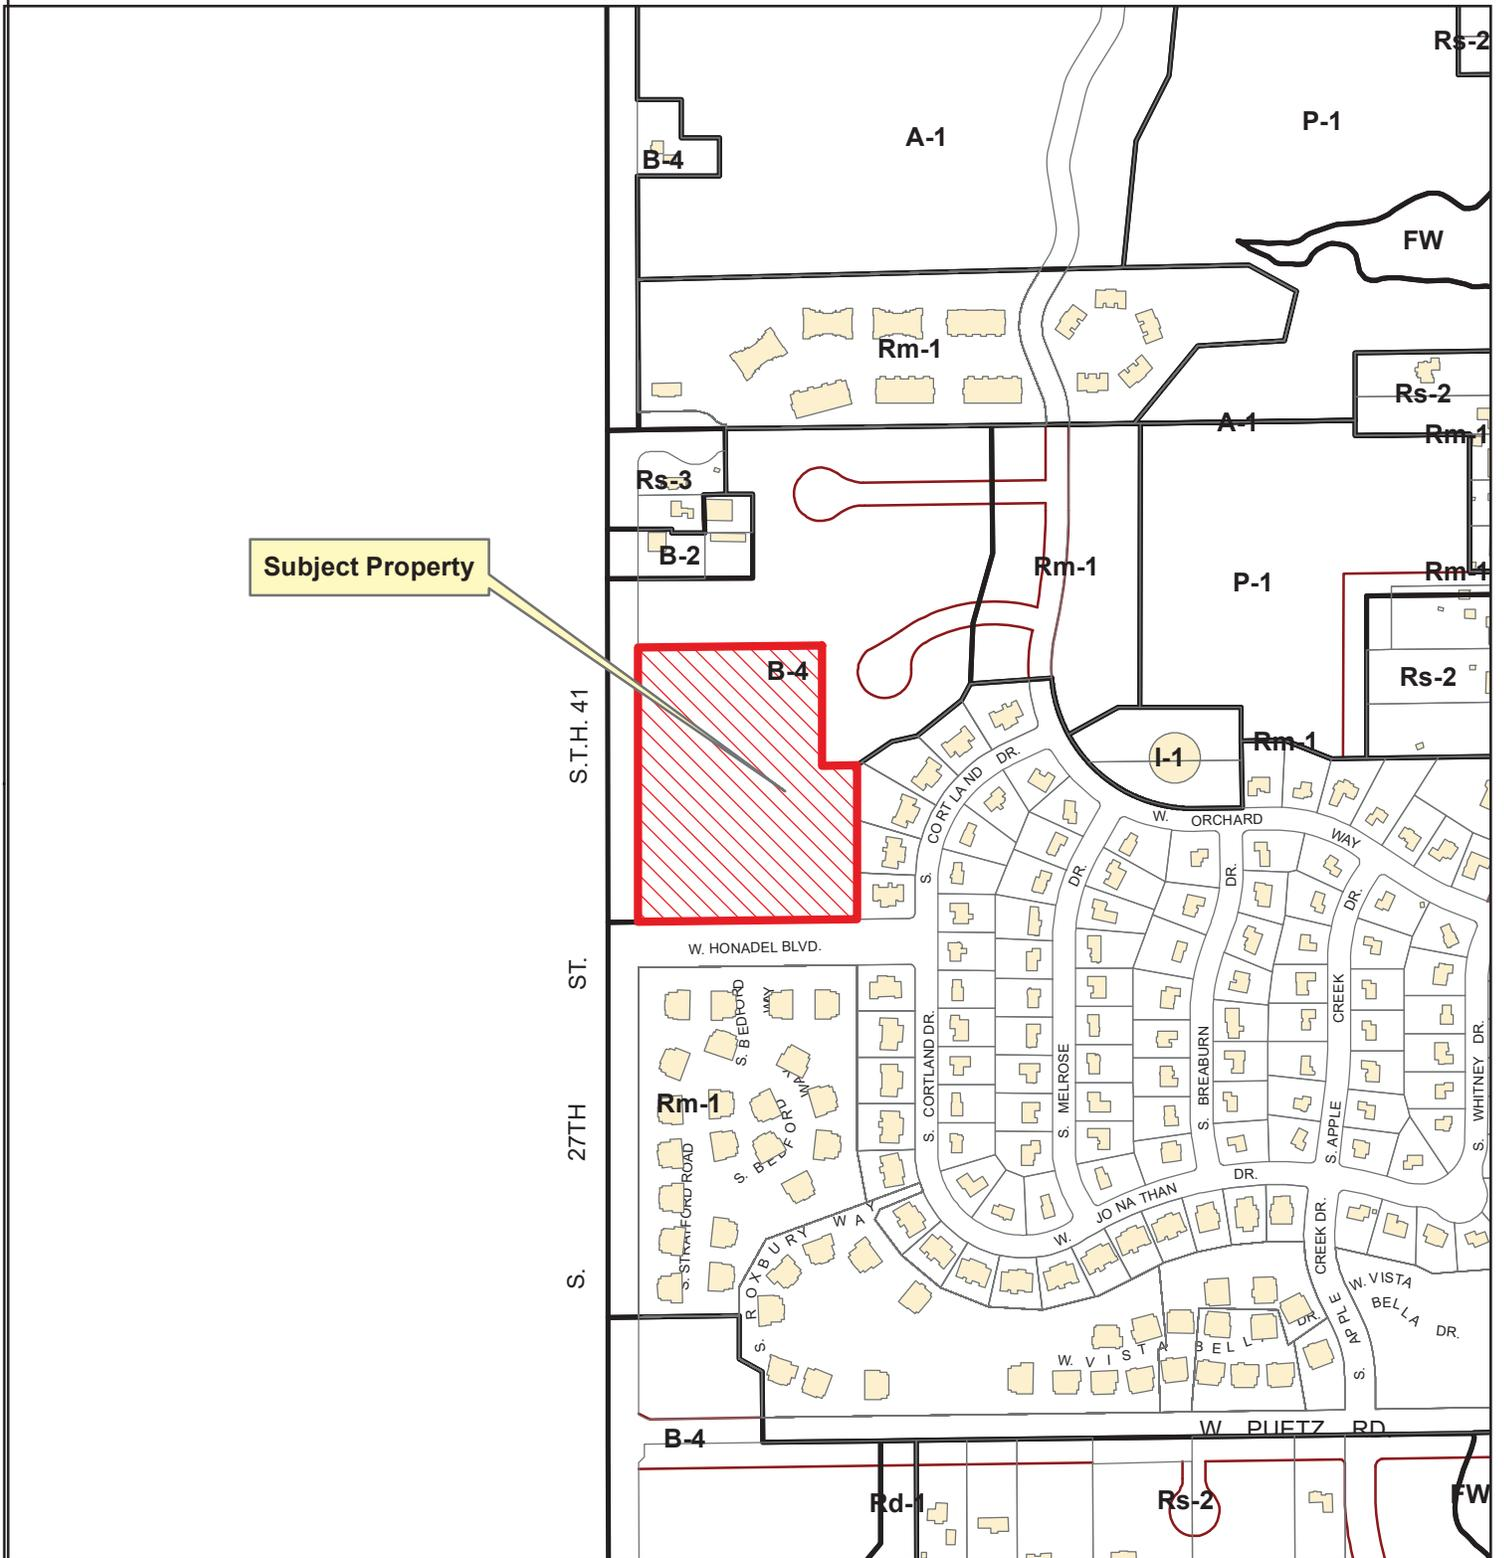 Rs-2
P-1
A-1
B-4
FW
Rm-1
Rs-2
A-1
Rm-1
Rs-3
B-2
Subject Property
Rm-1
P-1
Rm-1
B-4
Rs-2
S.T.H. 41
Rm-1
I-1
S. CORTLAND DR.
W. ORCHARD WAY
DR.
DR.
DR.
W. HONADEL BLVD.
ST.
S. BEDFORD WAY
CREEK
S. CORTLAND DR.
S. MELROSE
S. BREABURN
S. WHITNEY DR.
Rm-1
27TH
S. BEDFORD WAY
S. APPLE
S. STRATFORD ROAD
W. JONATHAN DR.
S. ROXBURY WAY
S.
CREEK DR.
W. VISTA
BELLA
DR.
S. APPLE
DR.
W. VISTA BELL
W. PUETZ RD.
B-4
Rd-1
Rs-2
FW